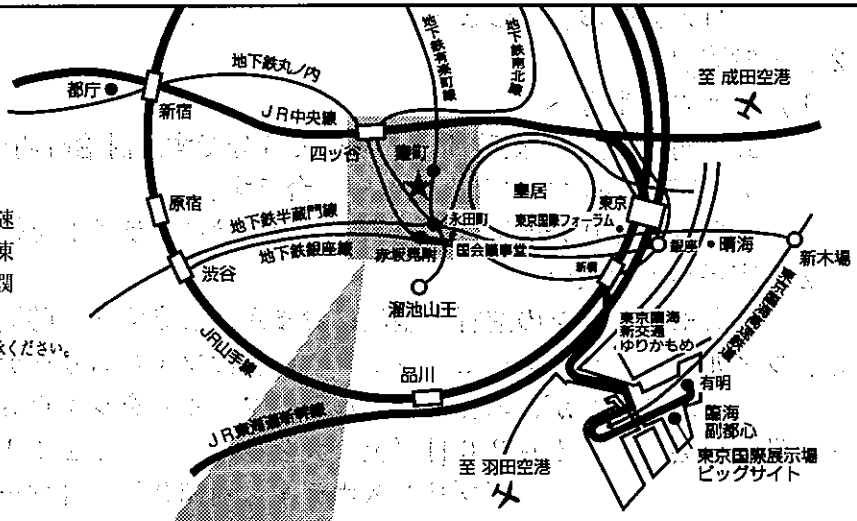 都庁
新宿
地下鉄丸ノ内
地下鉄有楽町線
地下鉄南北線
至 成田空港
JR中央線
四ッ谷
麹町
皇居
原宿
地下鉄半蔵門線
永田町
東京国際フォーラム
東京
速
東
関
地下鉄銀座線
赤坂見附
国会議事堂
銀座
晴海
新木場
渋谷
新橋
溜池山王
ください。
JR山手線
東京臨海
新交通
ゆりかもめ
品川
有明
JR東海道新幹線
臨海
副都心
至 羽田空港
東京国際展示場
ビッグサイト